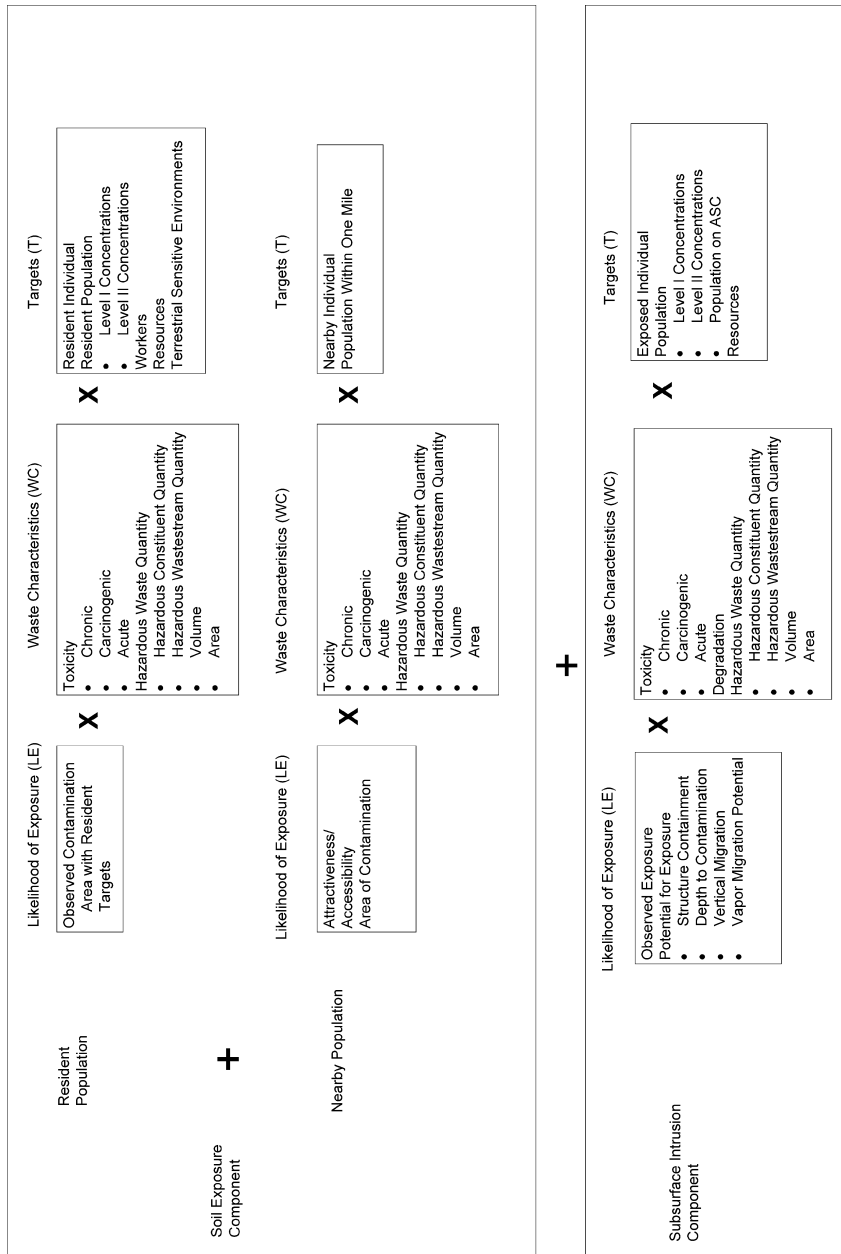 Soil Exposure
Component
Resident
Population
+
Nearby Population
Likelihood of Exposure (LE)
Observed Contamination
Area with Resident
Targets
X
Waste Characteristics (WC)
Toxicity
• Chronic
• Carcinogenic
• Acute
Hazardous Waste Quantity
• Hazardous Constituent Quantity
• Hazardous Wastestream Quantity
• Volume
• Area
X
Targets (T)
Resident Individual
Resident Population
• Level I Concentrations
• Level II Concentrations
Workers
Resources
Terrestrial Sensitive Environments
Likelihood of Exposure (LE)
Attractiveness/
Accessibility
Area of Contamination
X
Waste Characteristics (WC)
Toxicity
• Chronic
• Carcinogenic
• Acute
Hazardous Waste Quantity
• Hazardous Constituent Quantity
• Hazardous Wastestream Quantity
• Volume
• Area
X
Targets (T)
Nearby Individual
Population Within One Mile
+
Subsurface Intrusion
Component
Likelihood of Exposure (LE)
Observed Exposure
Potential for Exposure
• Structure Containment
• Depth to Contamination
• Vertical Migration
• Vapor Migration Potential
X
Waste Characteristics (WC)
Toxicity
• Chronic
• Carcinogenic
• Acute
Degradation
Hazardous Waste Quantity
• Hazardous Constituent Quantity
• Hazardous Wastestream Quantity
• Volume
• Area
X
Targets (T)
Exposed Individual
Population
• Level I Concentrations
• Level II Concentrations
• Population on ASC
Resources